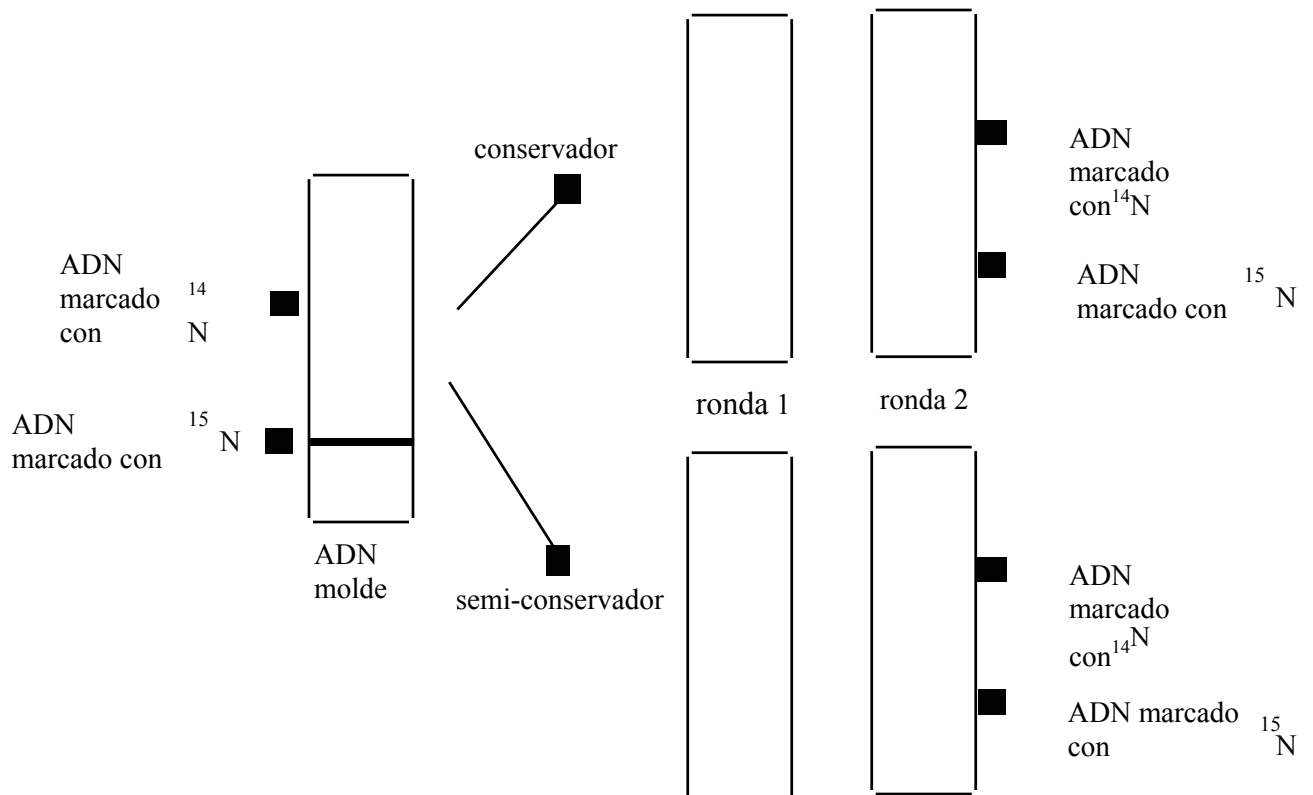 conservador
ADN
marcado 14
con N
ADN 15
marcado con N
ADN
molde
semi-conservador
ronda 1
ronda 2
ADN
marcado
con14N
ADN 15
marcado con N
ADN
marcado
con14N
ADN marcado 15
con N